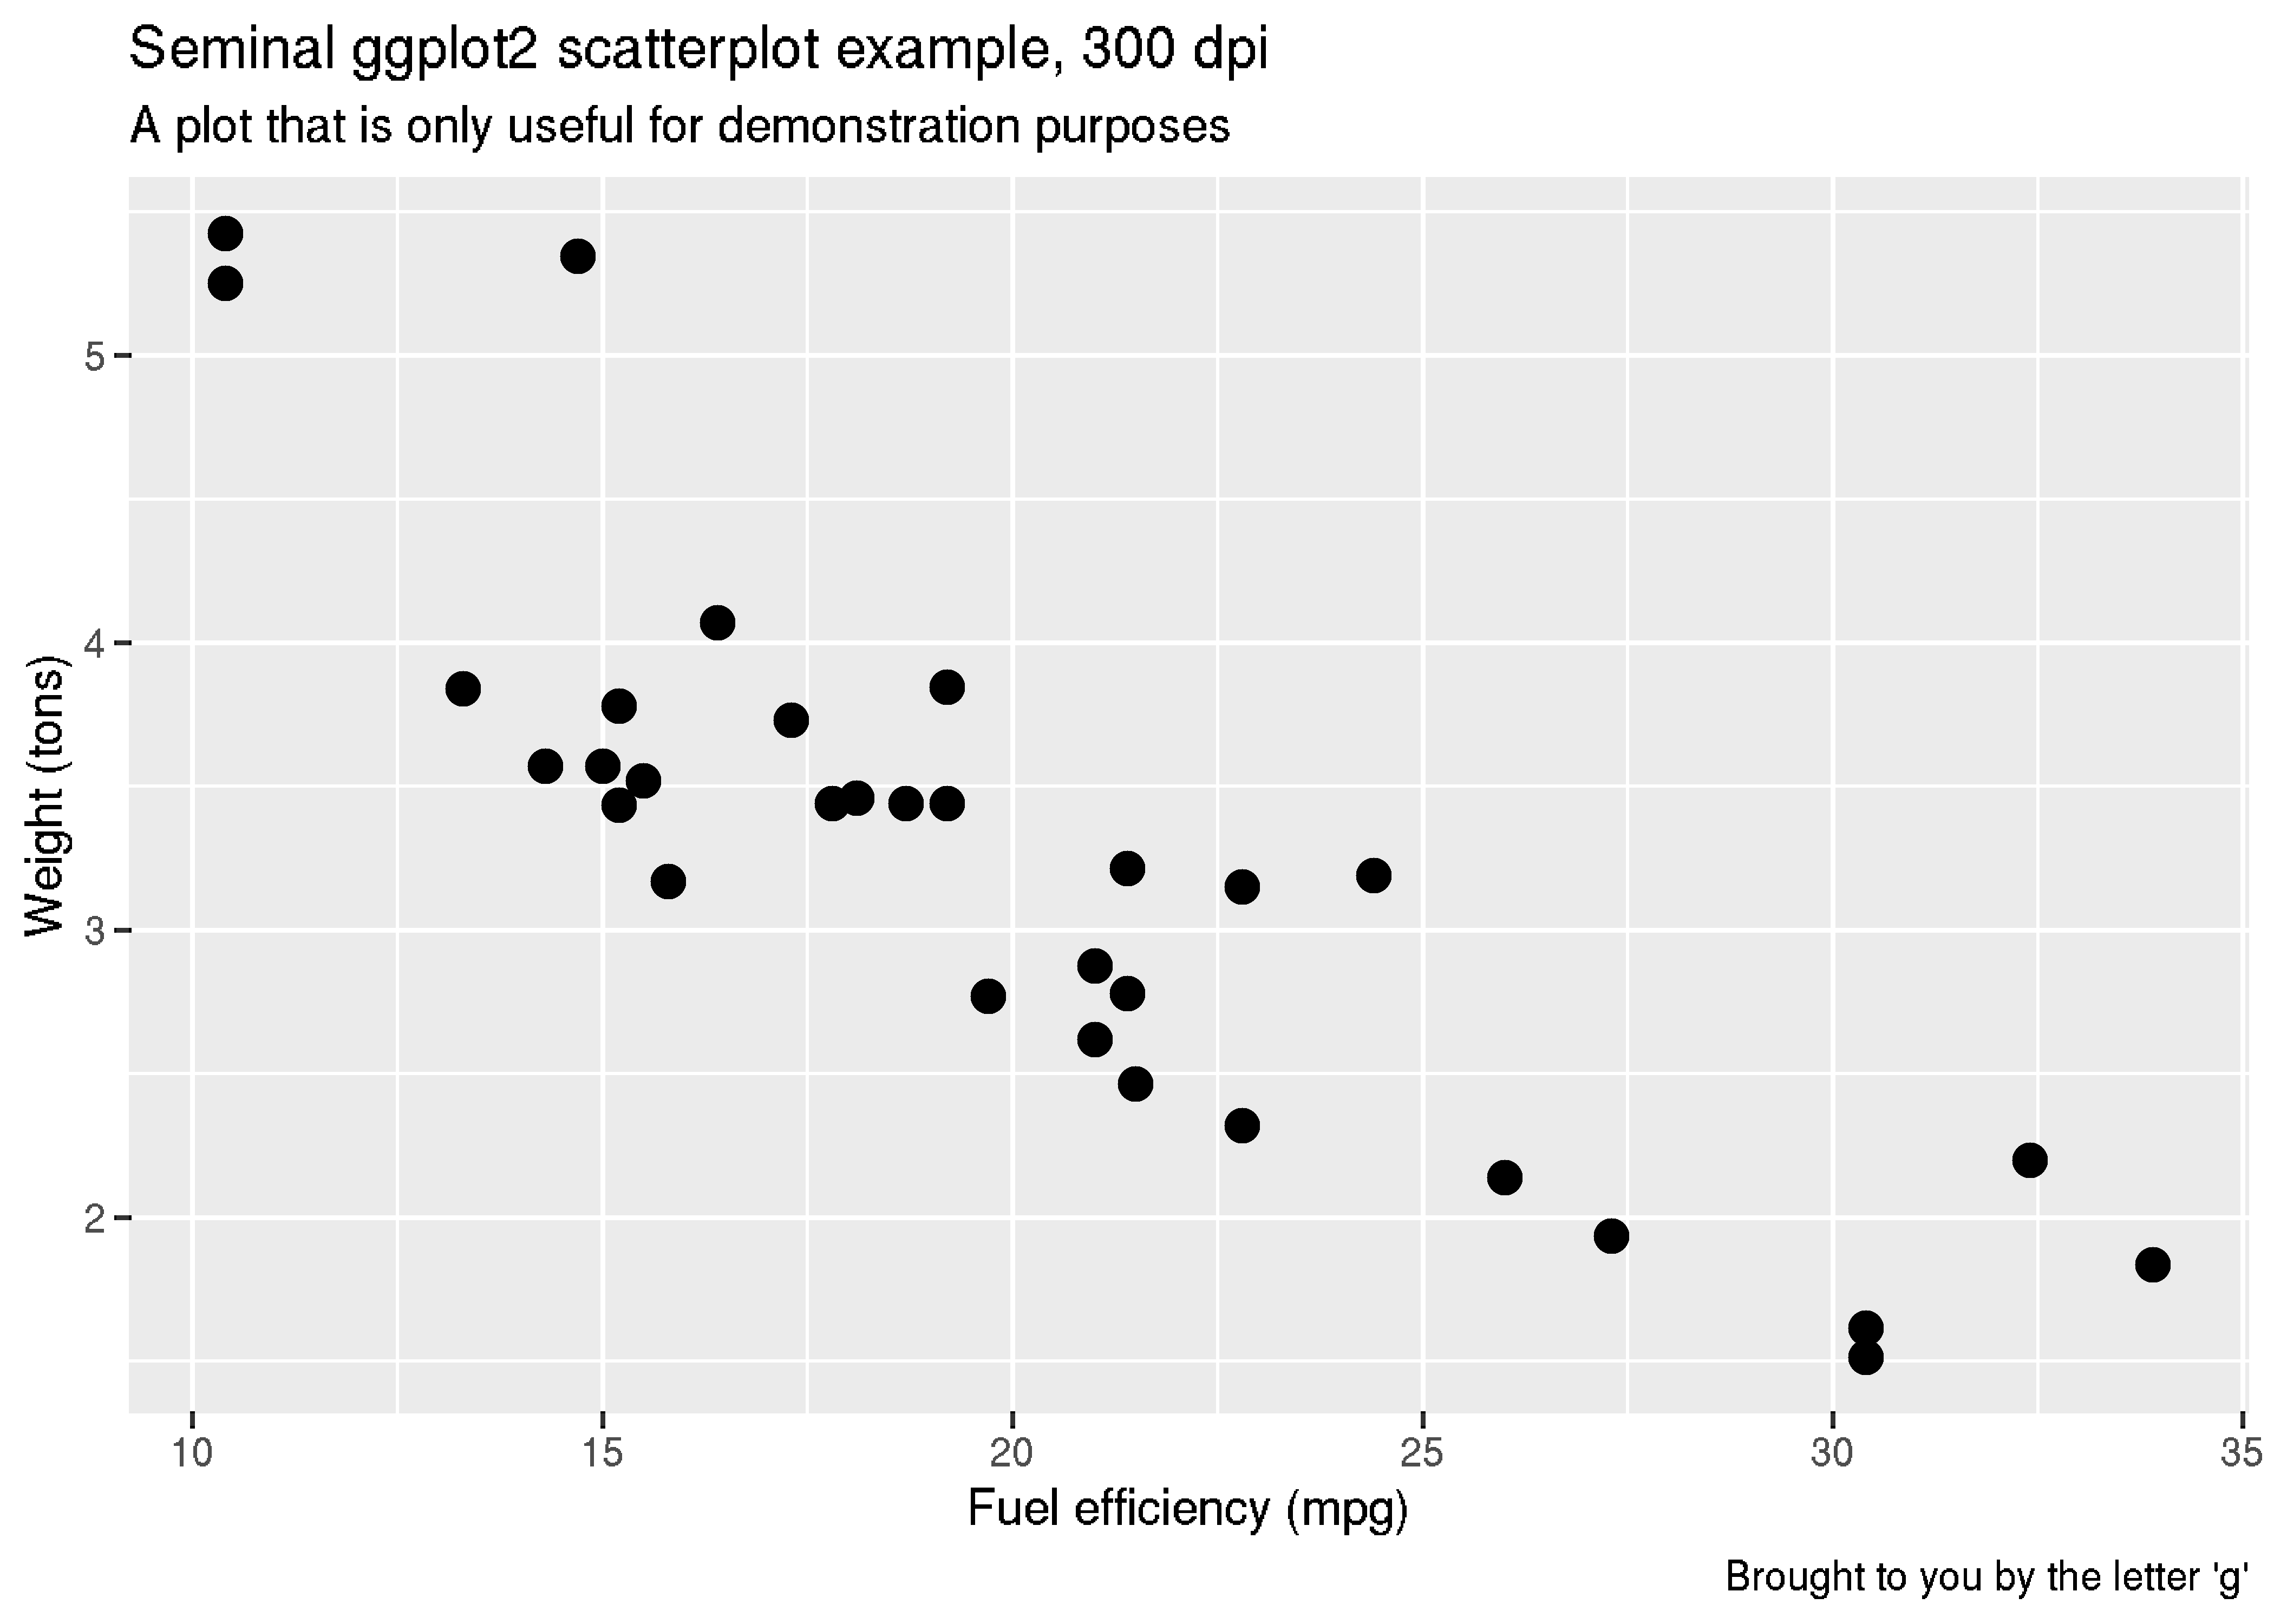 Seminal ggplot2 scatterplot example, 300 dpi
A plot that is only useful for demonstration purposes
Weight (tons)
5
4
3
2
10 15 20 25 30 35
Fuel efficiency (mpg)
Brought to you by the letter 'g'